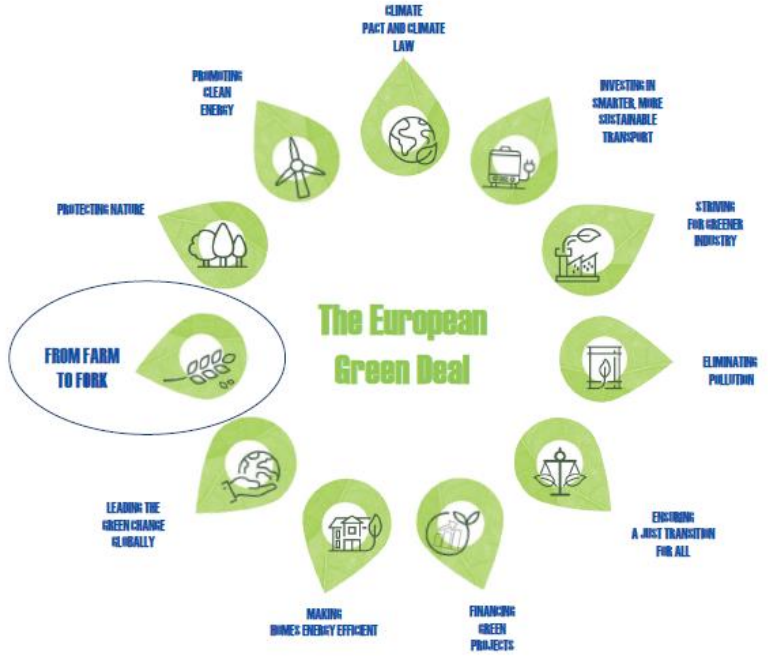 CLIMATE
PACT AND CLIMATE
LAW
INVESTING IN
SMARTER, MORE
SUSTAINABLE
TRANSPORT
STRIVING
FOR GREENER
INDUSTRY
ELIMINATING
POLLUTION
ENSURING
A JUST TRANSITION
FOR ALL
FINANCING
GREEN
PROJECTS
MAKING
HOMES ENERGY EFFICIENT
LEADING THE
GREEN CHANGE
GLOBALLY
FROM FARM
TO FORK
PROTECTING NATURE
PROMOTING
CLEAN
ENERGY
The European
Green Deal